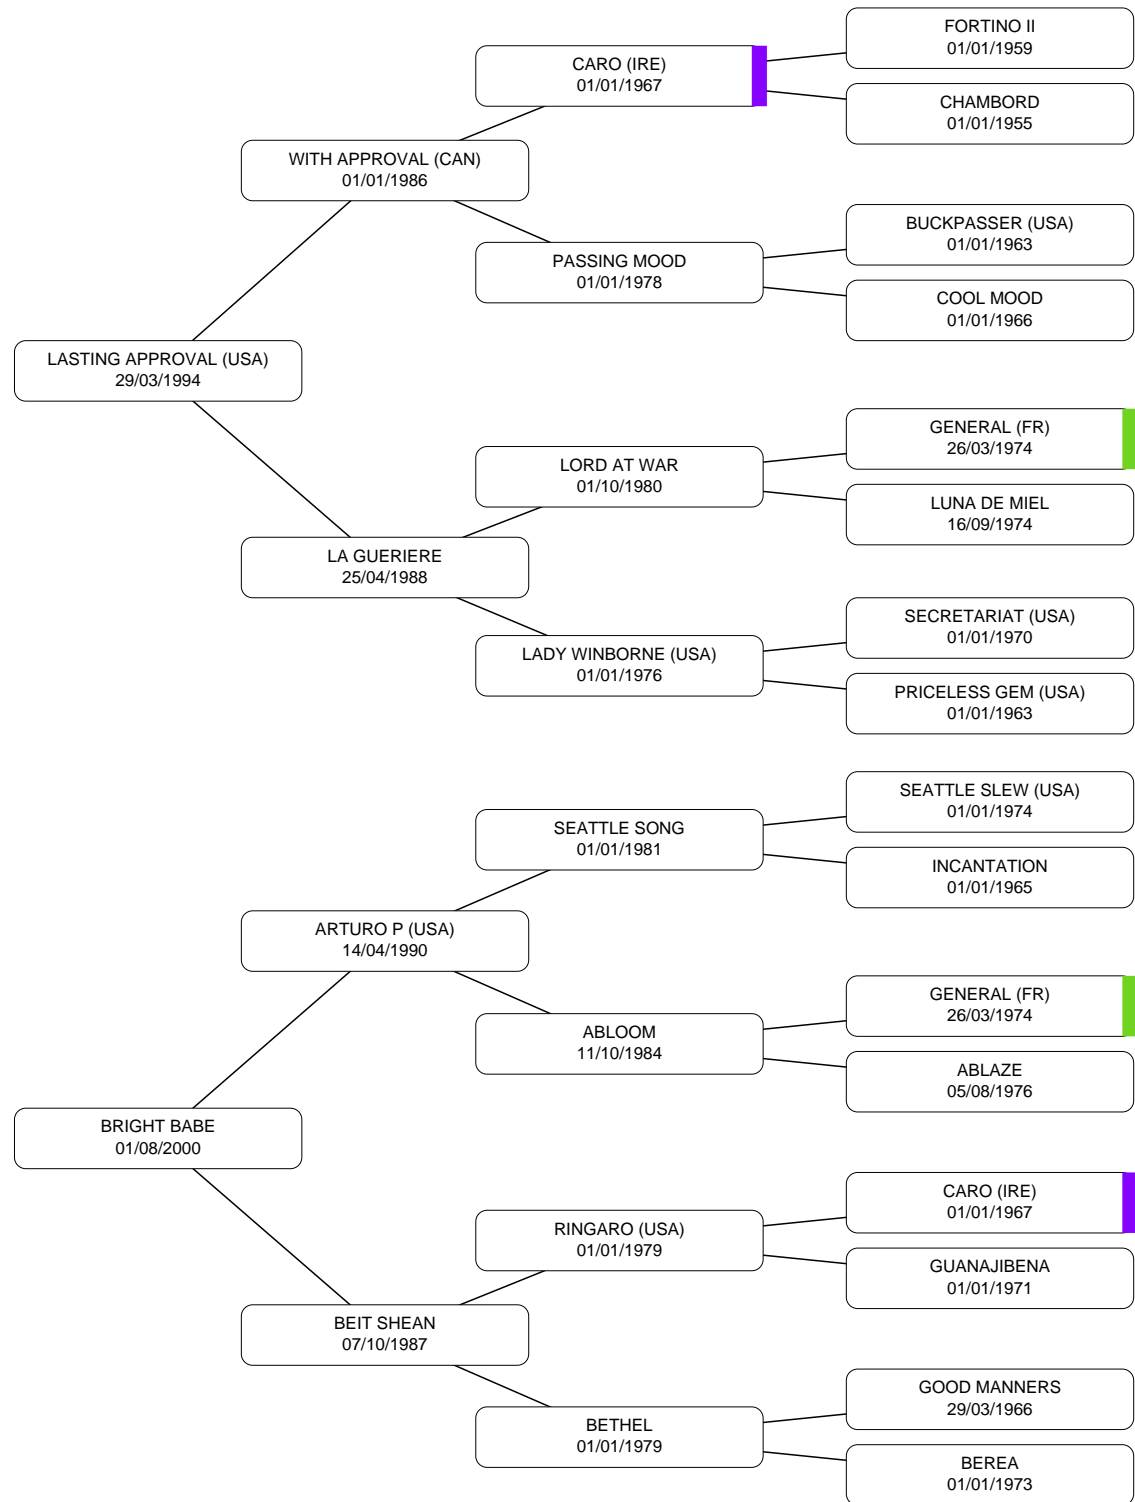 FORTINO II
01/01/1959
CARO (IRE)
01/01/1967
CHAMBORD
01/01/1955
WITH APPROVAL (CAN)
01/01/1986
BUCKPASSER (USA)
01/01/1963
PASSING MOOD
01/01/1978
COOL MOOD
01/01/1966
LASTING APPROVAL (USA)
29/03/1994
GENERAL (FR)
26/03/1974
LORD AT WAR
01/10/1980
LUNA DE MIEL
16/09/1974
LA GUERIERE
25/04/1988
SECRETARIAT (USA)
01/01/1970
LADY WINBORNE (USA)
01/01/1976
PRICELESS GEM (USA)
01/01/1963
SEATTLE SLEW (USA)
01/01/1974
SEATTLE SONG
01/01/1981
INCANTATION
01/01/1965
ARTURO P (USA)
14/04/1990
GENERAL (FR)
26/03/1974
ABLOOM
11/10/1984
ABLAZE
05/08/1976
BRIGHT BABE
01/08/2000
CARO (IRE)
01/01/1967
RINGARO (USA)
01/01/1979
GUANAJIBENA
01/01/1971
BEIT SHEAN
07/10/1987
GOOD MANNERS
29/03/1966
BETHEL
01/01/1979
BEREA
01/01/1973